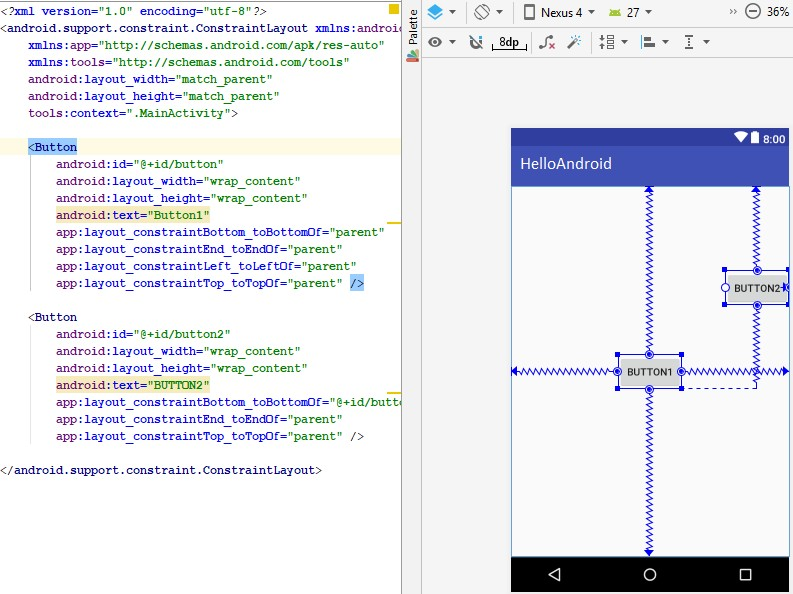 <?xml version="1.0" encoding="utf-8"?>
<android.support.constraint.ConstraintLayout xmlns:androi
xmlns:app="http://schemas.android.com/apk/res-auto"
xmlns:tools="http://schemas.android.com/tools"
android:layout_width="match_parent"
android:layout_height="match_parent"
tools:context=".MainActivity">
<Button
android:id="@+id/button"
android:layout_width="wrap_content"
android:layout_height="wrap_content"
android:text="Button1"
app:layout_constraintBottom_toBottomOf="parent"
app:layout_constraintEnd_toEndOf="parent"
app:layout_constraintLeft_toLeftOf="parent"
app:layout_constraintTop_toTopOf="parent" />
<Button
android:id="@+id/button2"
android:layout_width="wrap_content"
android:layout_height="wrap_content"
android:text="BUTTON2"
app:layout_constraintBottom_toBottomOf="@+id/butto
app:layout_constraintEnd_toEndOf="parent"
app:layout_constraintTop_toTopOf="parent" />
</android.support.constraint.ConstraintLayout>
Palette
Nexus 4
27
36%
8dp
8:00
HelloAndroid
BUTTON2
BUTTON1